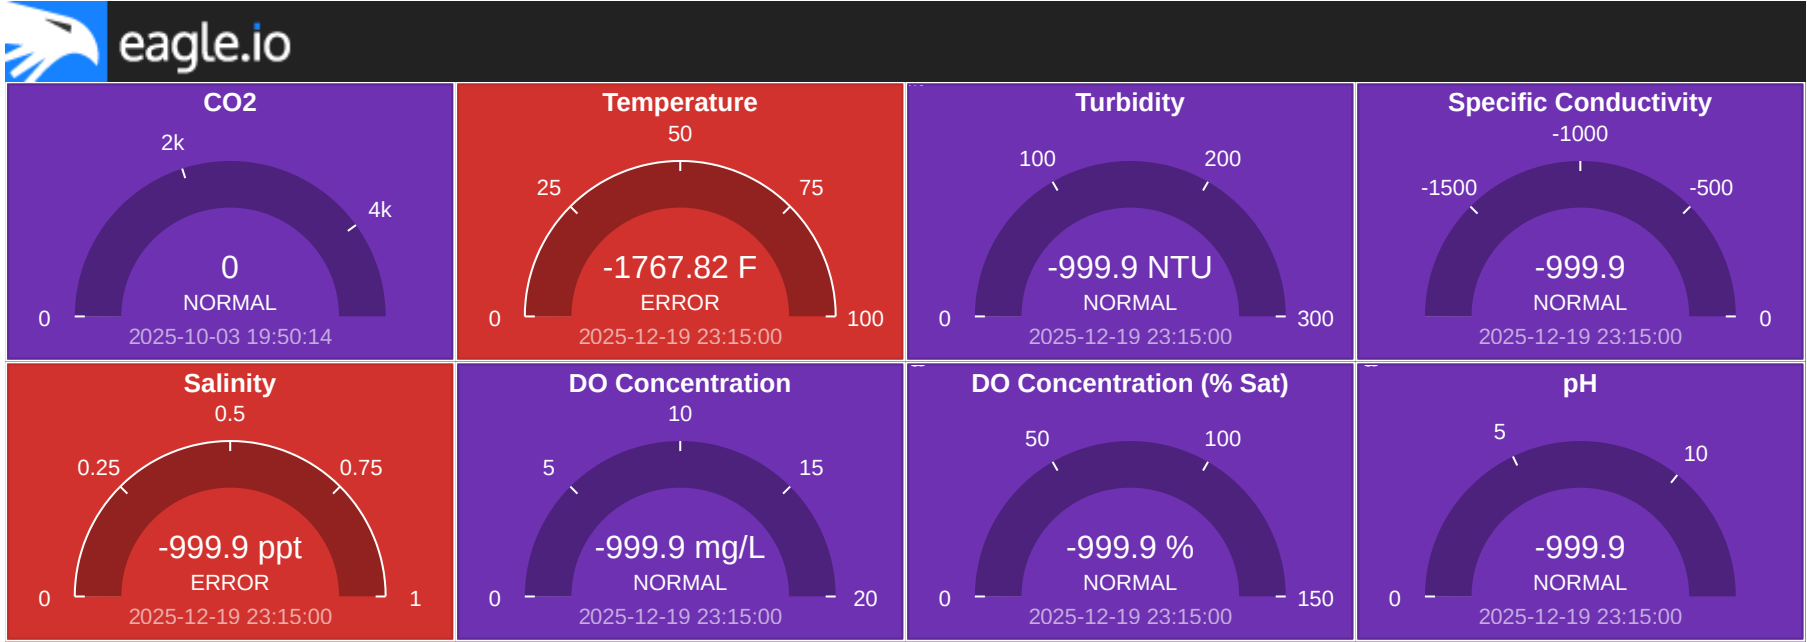 eagle.io
CO2
2k
4k
0
0
NORMAL
2025-10-03 19:50:14
Temperature
50
25
75
-1767.82 F
ERROR
0
100
2025-12-19 23:15:00
Turbidity
100
200
-999.9 NTU
NORMAL
0
300
2025-12-19 23:15:00
Specific Conductivity
-1000
-1500
-500
-999.9
NORMAL
0
2025-12-19 23:15:00
Salinity
0.5
0.25
0.75
-999.9 ppt
ERROR
0
1
2025-12-19 23:15:00
DO Concentration
10
5
15
-999.9 mg/L
NORMAL
0
20
2025-12-19 23:15:00
DO Concentration (% Sat)
50
100
-999.9 %
NORMAL
0
150
2025-12-19 23:15:00
pH
5
10
-999.9
NORMAL
0
2025-12-19 23:15:00